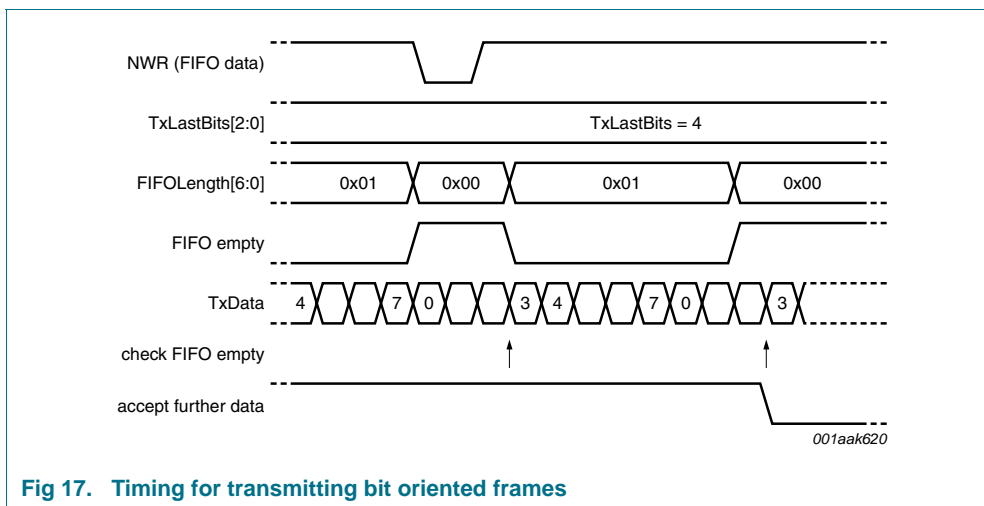 NWR (FIFO data)
TxLastBits[2:0]
TxLastBits = 4
FIFOLength[6:0]
0x01
0x00
0x01
0x00
FIFO empty
TxData
4
7
0
3
4
7
0
3
check FIFO empty
accept further data
001aak620
Fig 17. Timing for transmitting bit oriented frames